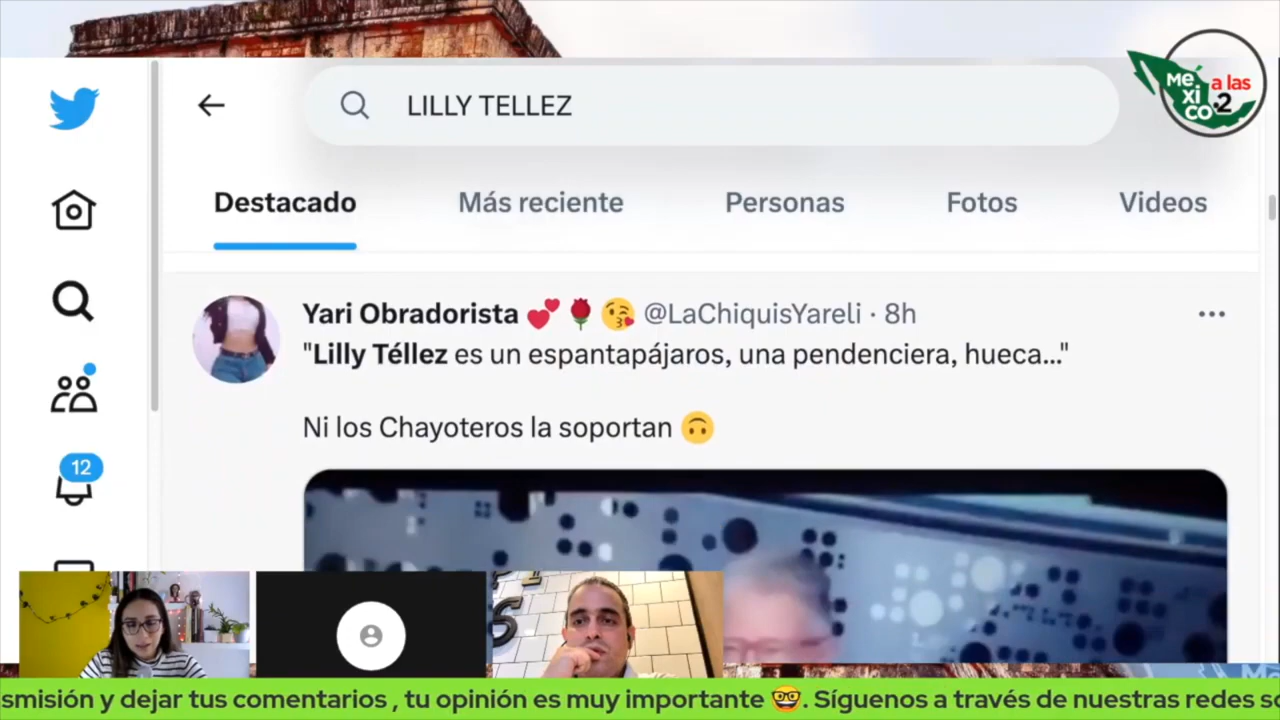 LILLY TELLEZ
Mé
xi
co
a las
2
Destacado
Más reciente
Personas
Fotos
Videos
Yari Obradorista 💕🌹😘 @LaChiquisYareli · 8h
"Lilly Téllez es un espantapájaros, una pendenciera, hueca..."
Ni los Chayoteros la soportan 🙃
12
smisión y dejar tus comentarios , tu opinión es muy importante 🤓. Síguenos a través de nuestras redes